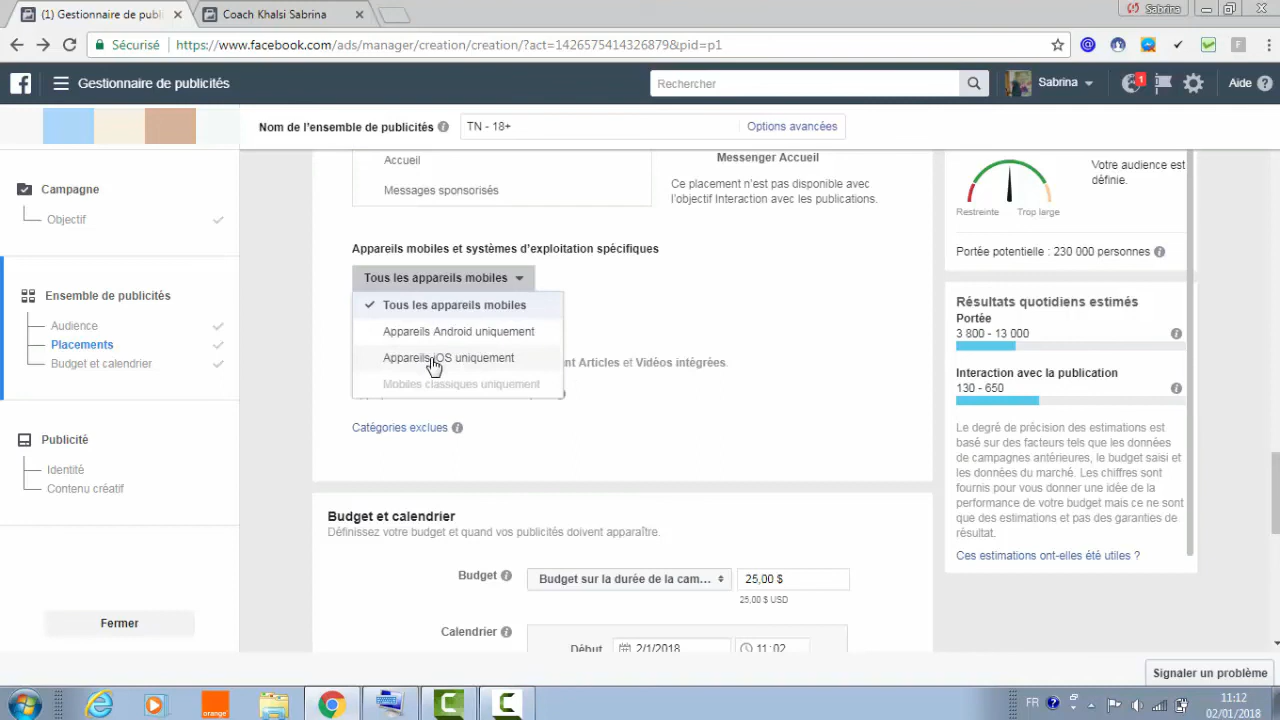 (1) Gestionnaire de publi
Coach Khalsi Sabrina
Sabrina
Sécurisé
https://www.facebook.com/ads/manager/creation/creation/?act=1426575414326879&pid=p1
Gestionnaire de publicités
Rechercher
Sabrina
1
Aide
Nom de l'ensemble de publicités
TN - 18+
Options avancées
Campagne
Objectif
Ensemble de publicités
Audience
Placements
Budget et calendrier
Publicité
Identité
Contenu créatif
Fermer
Accueil
Messages sponsorisés
Messenger Accueil
Ce placement n'est pas disponible avec
l'objectif Interaction avec les publications.
Appareils mobiles et systèmes d'exploitation spécifiques
Tous les appareils mobiles
Tous les appareils mobiles
Appareils Android uniquement
Appareils iOS uniquement
Mobiles classiques uniquement
nt Articles et Vidéos intégrées.
Catégories exclues
Budget et calendrier
Définissez votre budget et quand vos publicités doivent apparaître.
Budget
Budget sur la durée de la cam...
25,00 $
25,00 $ USD
Calendrier
Début
2/1/2018
11:02
Votre audience est
définie.
Restreinte
Trop large
Portée potentielle : 230 000 personnes
Résultats quotidiens estimés
Portée
3 800 - 13 000
Interaction avec la publication
130 - 650
Le degré de précision des estimations est
basé sur des facteurs tels que les données
de campagnes antérieures, le budget saisi et
les données du marché. Les chiffres sont
fournis pour vous donner une idée de la
performance de votre budget mais ce ne sont
que des estimations et pas des garanties de
résultat.
Ces estimations ont-elles été utiles ?
Signaler un problème
orange
FR
11:12
02/01/2018